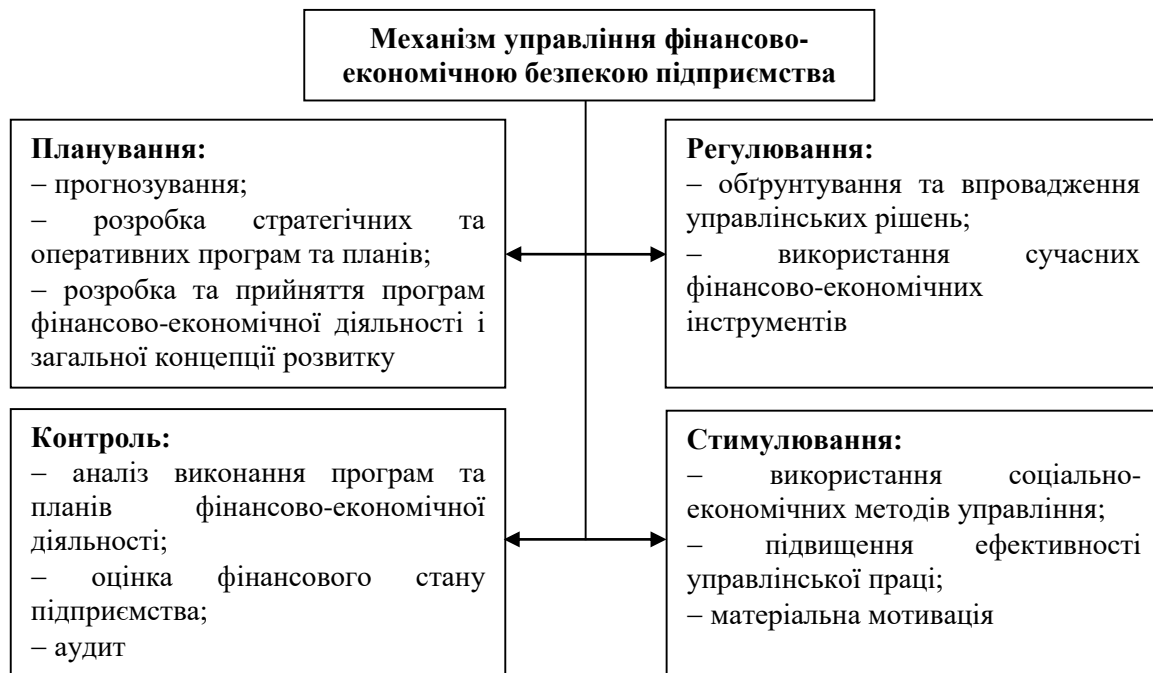 Механізм управління фінансово-
економічною безпекою підприємства
Планування:
– прогнозування;
– розробка стратегічних та
оперативних програм та планів;
– розробка та прийняття програм
фінансово-економічної діяльності і
загальної концепції розвитку
Регулювання:
– обґрунтування та впровадження
управлінських рішень;
– використання сучасних
фінансово-економічних
інструментів
Контроль:
– аналіз виконання програм та
планів фінансово-економічної
діяльності;
– оцінка фінансового стану
підприємства;
– аудит
Стимулювання:
– використання соціально-
економічних методів управління;
– підвищення ефективності
управлінської праці;
– матеріальна мотивація